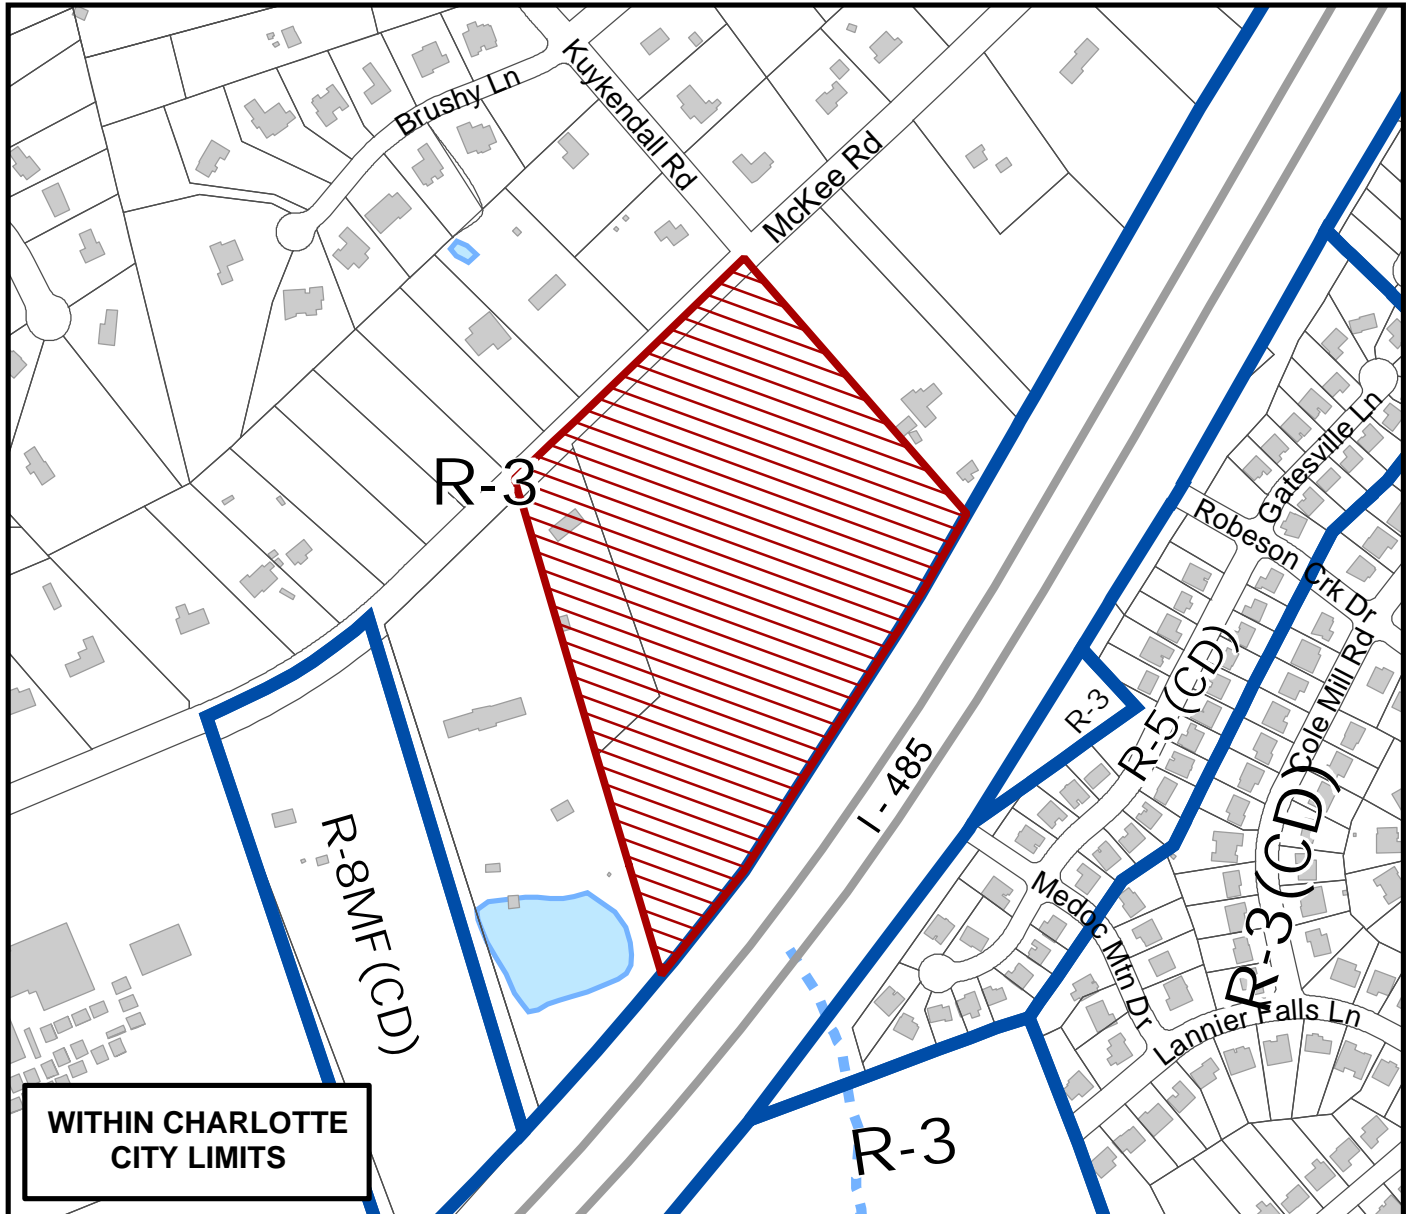 Brushy Ln
Kuykendall Rd
McKee Rd
R-3
Gatesville Ln
Robeson Crk Dr
Cole Mill Rd
R-5(CD)
R-3
I - 485
R-3(CD)
R-8MF(CD)
Medoc Mtn Dr
Lannier Falls Ln
R-3
WITHIN CHARLOTTE
CITY LIMITS